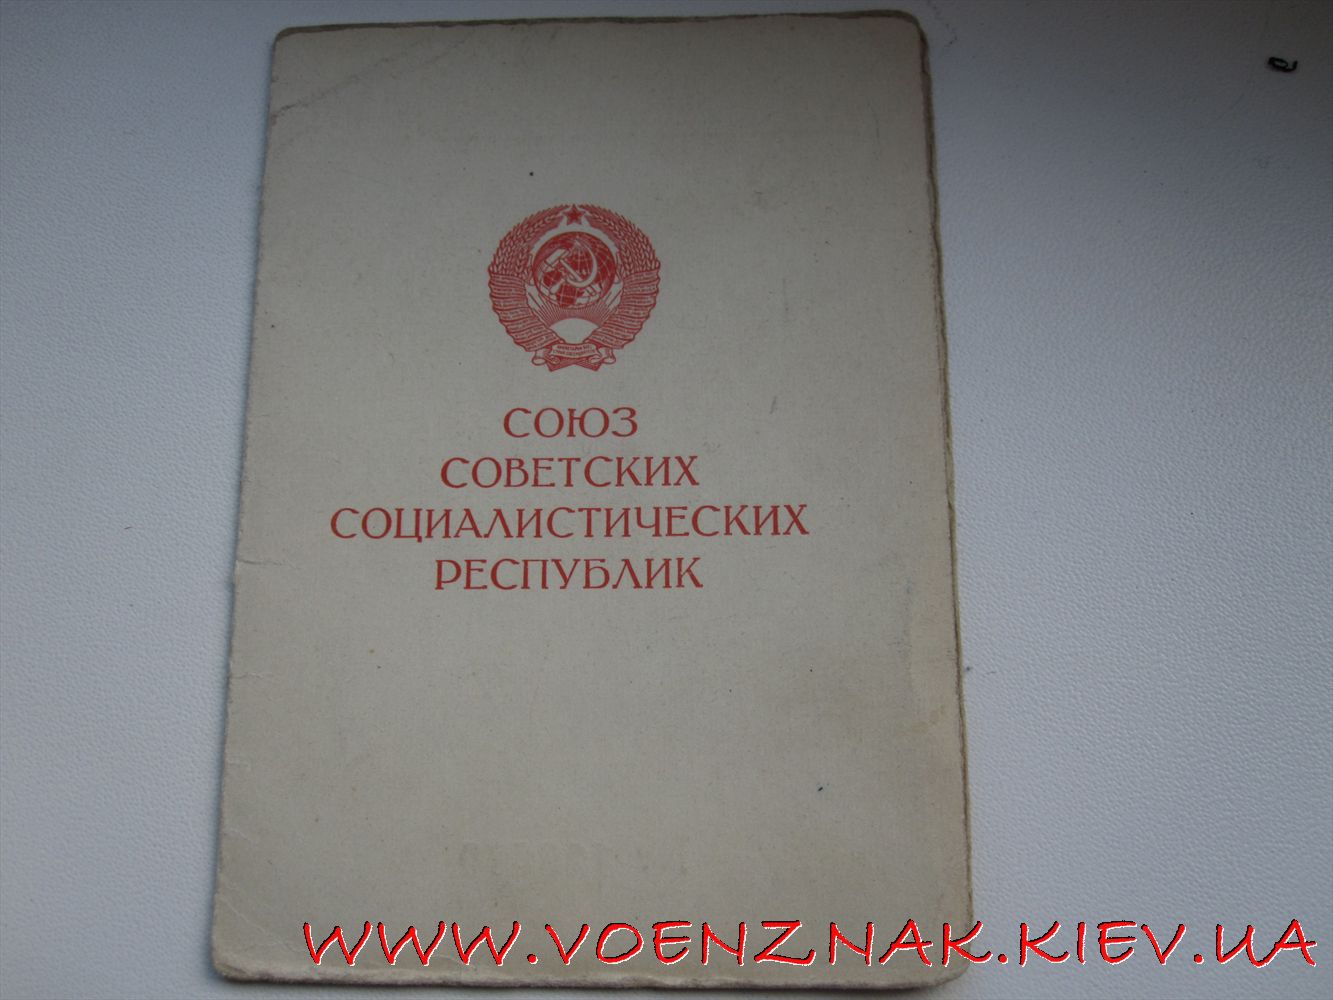 СОЮЗ
СОВЕТСКИХ
СОЦИАЛИСТИЧЕСКИХ
РЕСПУБЛИК
WWW.VOENZNAK.KIEV.UA